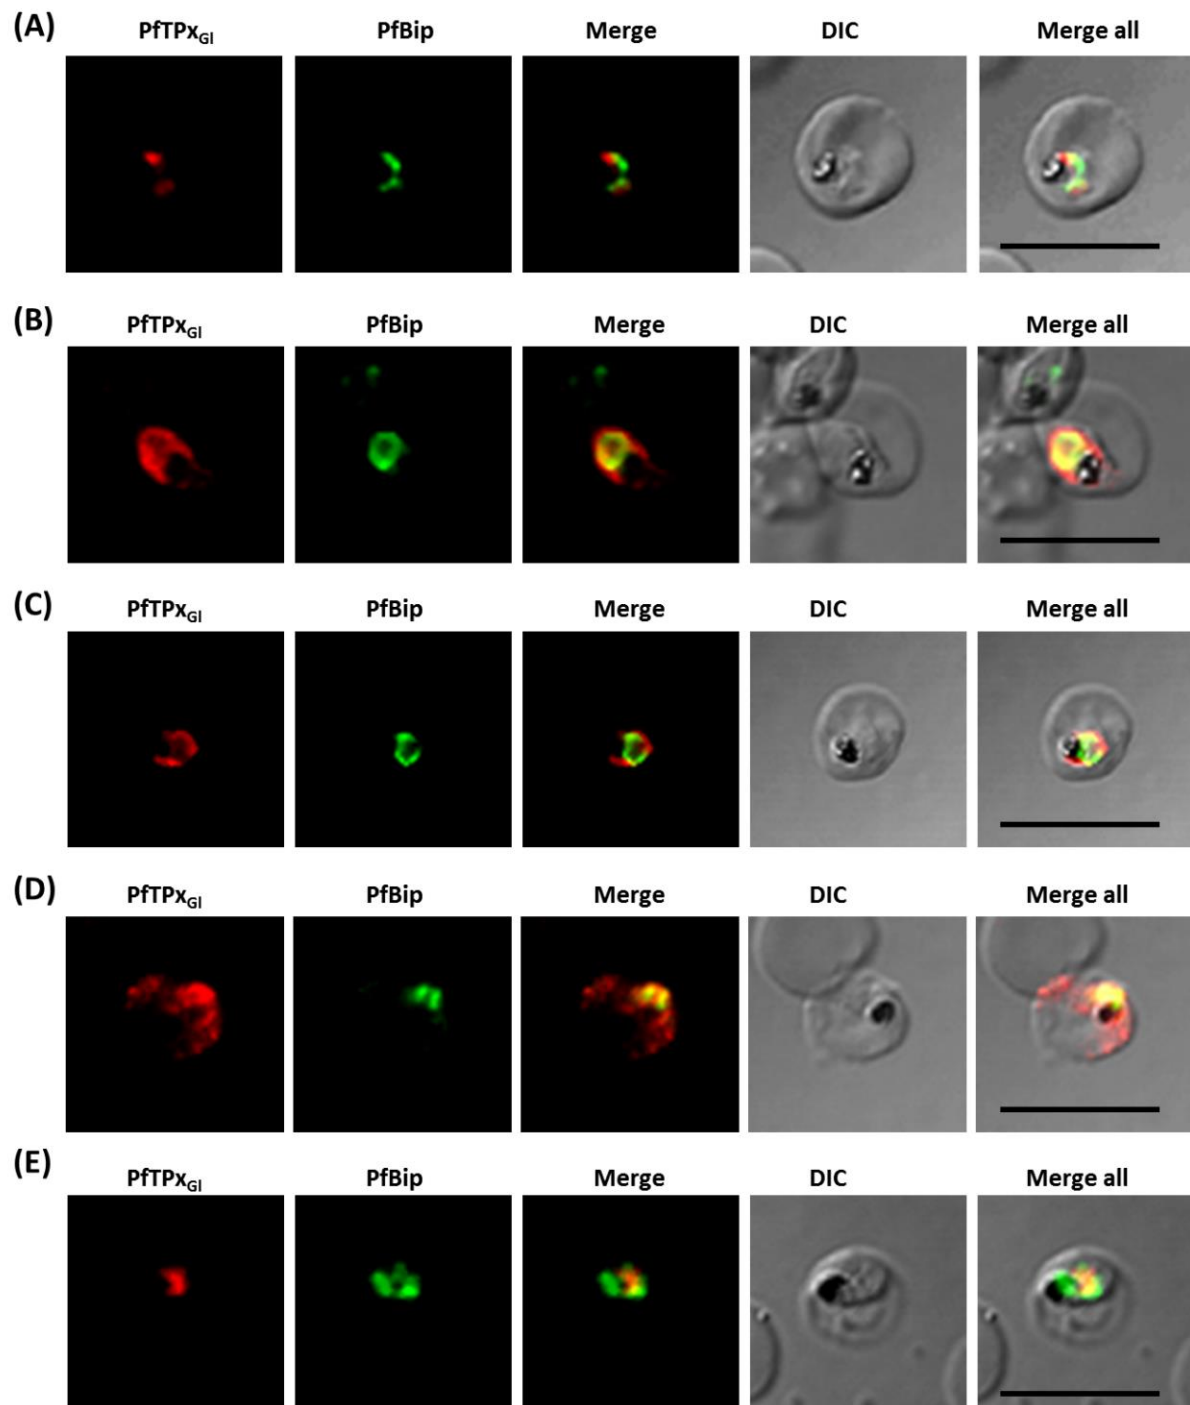 (A)
PfTPxGl PfBip Merge DIC Merge all
(B)
PfTPxGl PfBip Merge DIC Merge all
(C)
PfTPxGl PfBip Merge DIC Merge all
(D)
PfTPxGl PfBip Merge DIC Merge all
(E)
PfTPxGl PfBip Merge DIC Merge all